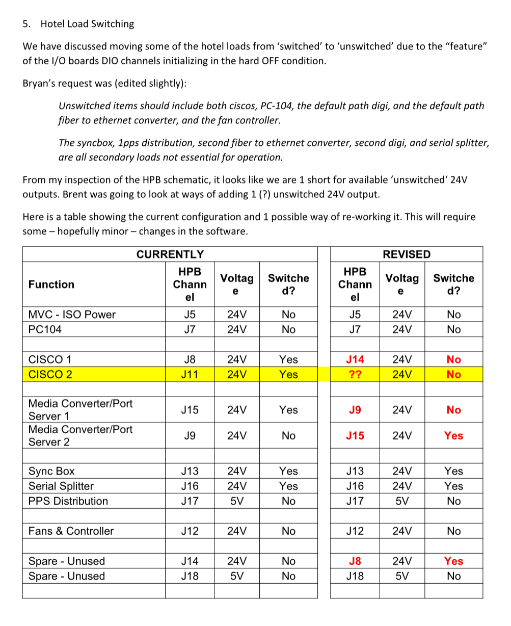 5. Hotel Load Switching
We have discussed moving some of the hotel loads from 'switched' to 'unswitched' due to the "feature"
of the I/O boards DIO channels initializing in the hard OFF condition.
Bryan's request was (edited slightly):
Unswitched items should include both ciscos, PC-104, the default path digi, and the default path
fiber to ethernet converter, and the fan controller.
The syncbox, 1pps distribution, second fiber to ethernet converter, second digi, and serial splitter,
are all secondary loads not essential for operation.
From my inspection of the HPB schematic, it looks like we are 1 short for available 'unswitched' 24V
outputs. Brent was going to look at ways of adding 1 (?) unswitched 24V output.
Here is a table showing the current configuration and 1 possible way of re-working it. This will require
some – hopefully minor – changes in the software.
CURRENTLY REVISED
Function HPB Chann el Voltag e Switche d? HPB Chann el Voltag e Switche d?
MVC - ISO Power J5 24V No J5 24V No
PC104 J7 24V No J7 24V No
CISCO 1 J8 24V Yes J14 24V No
CISCO 2 J11 24V Yes ?? 24V No
Media Converter/Port
Server 1 J15 24V Yes J9 24V No
Media Converter/Port
Server 2 J9 24V No J15 24V Yes
Sync Box J13 24V Yes J13 24V Yes
Serial Splitter J16 24V Yes J16 24V Yes
PPS Distribution J17 5V No J17 5V No
Fans & Controller J12 24V No J12 24V No
Spare - Unused J14 24V No J8 24V Yes
Spare - Unused J18 5V No J18 5V No